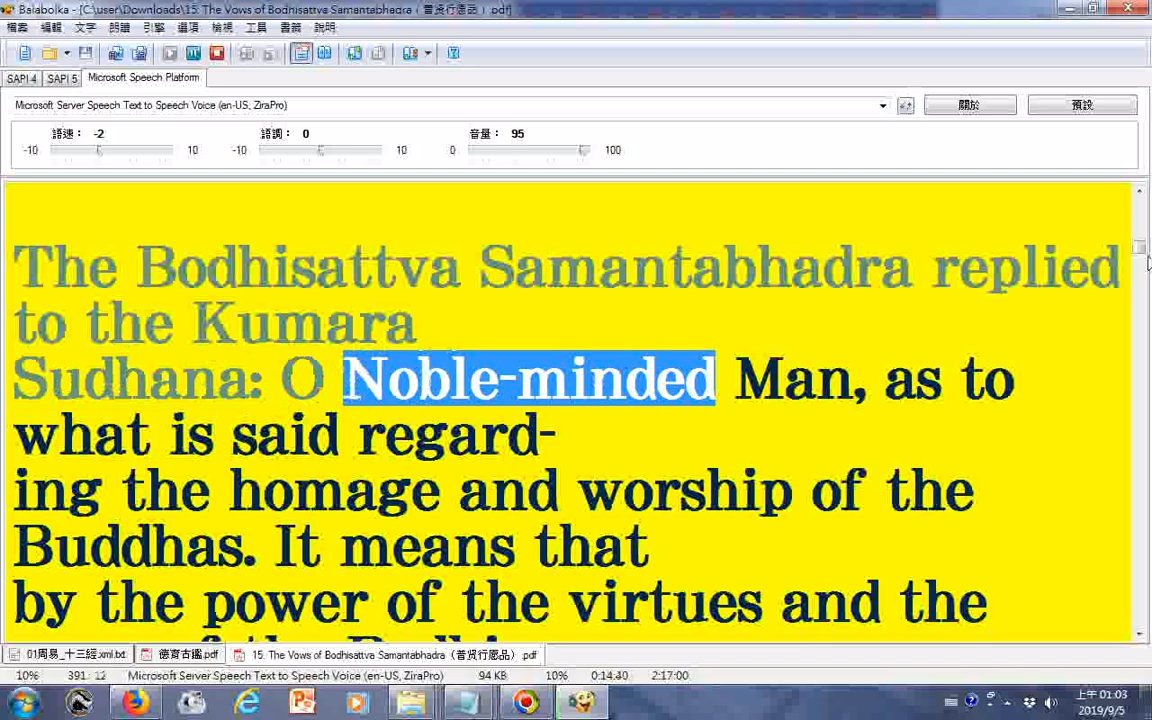 Balabolka - [C:\user\Downloads\15. The Vows of Bodhisattva Samantabhadra（普贤行愿品）.pdf]
檔案 編輯 文字 朗讀 引擎 選項 檢視 工具 書籤 說明
SAPI 4 SAPI 5 Microsoft Speech Platform
Microsoft Server Speech Text to Speech Voice (en-US, ZiraPro) 關於 預設
語速： -2 語調： 0 音量： 95
-10 10 -10 10 0 100
The Bodhisattva Samantabhadra replied
to the Kumara
Sudhana: O Noble-minded Man, as to
what is said regard-
ing the homage and worship of the
Buddhas. It means that
by the power of the virtues and the
01周易_十三經.xml.txt 德育古鑑.pdf 15. The Vows of Bodhisattva Samantabhadra（普贤行愿品）.pdf
10% 391: 12 Microsoft Server Speech Text to Speech Voice (en-US, ZiraPro) 94 KB 10% 0:14:40 2:17:00
上午 01:03
2019/9/5